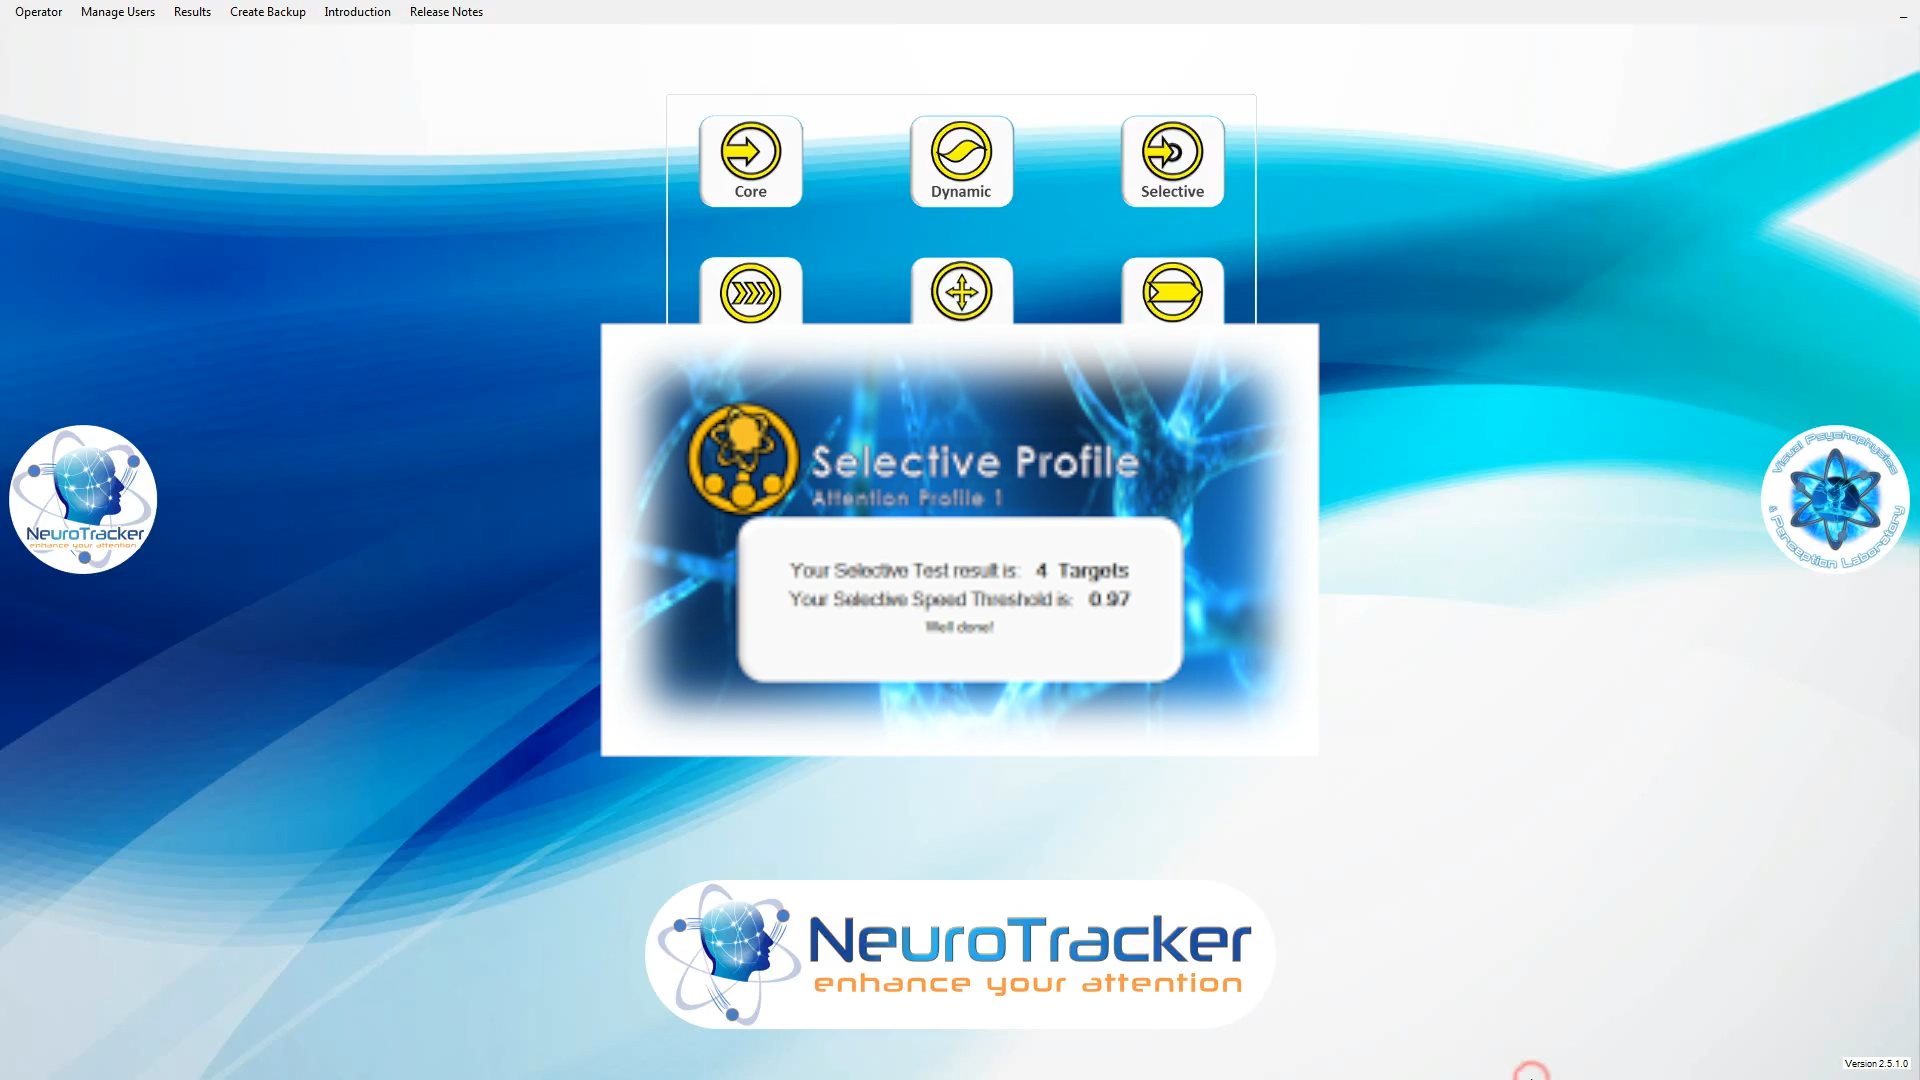 Operator Manage Users Results Create Backup Introduction Release Notes
Core Dynamic Selective
Selective Profile
Attention Profile 1
Your Selective Test result is: 4 Targets
Your Selective Speed Threshold is: 0.97
Well done!
NeuroTracker
enhance your attention
Visual Psychophysics
& Perception Laboratory
NeuroTracker
enhance your attention
Version 2.5.1.0